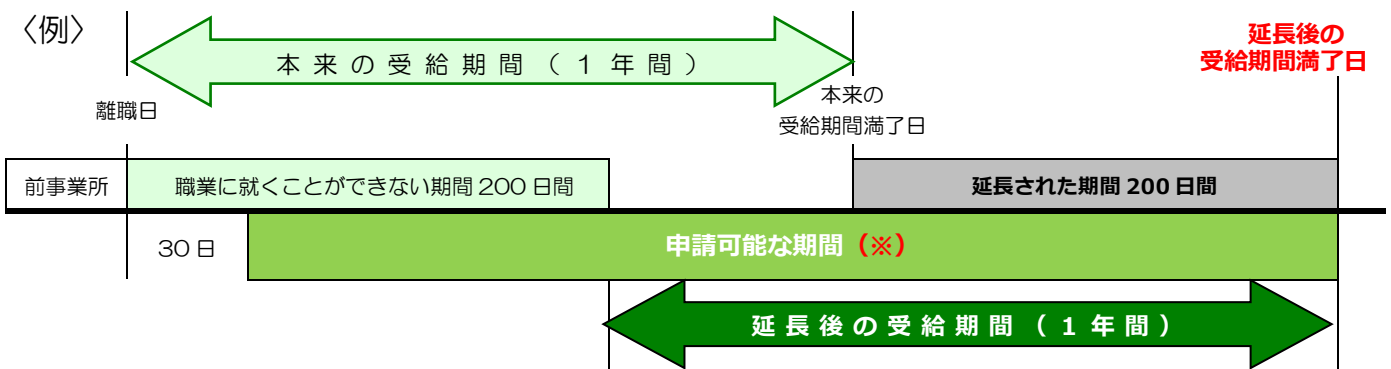 〈例〉
本来の受給期間（1年間）
延長後の
受給期間満了日
離職日
本来の
受給期間満了日
前事業所
職業に就くことができない期間 200 日間
延長された期間 200 日間
30 日
申請可能な期間（※）
延長後の受給期間（1年間）